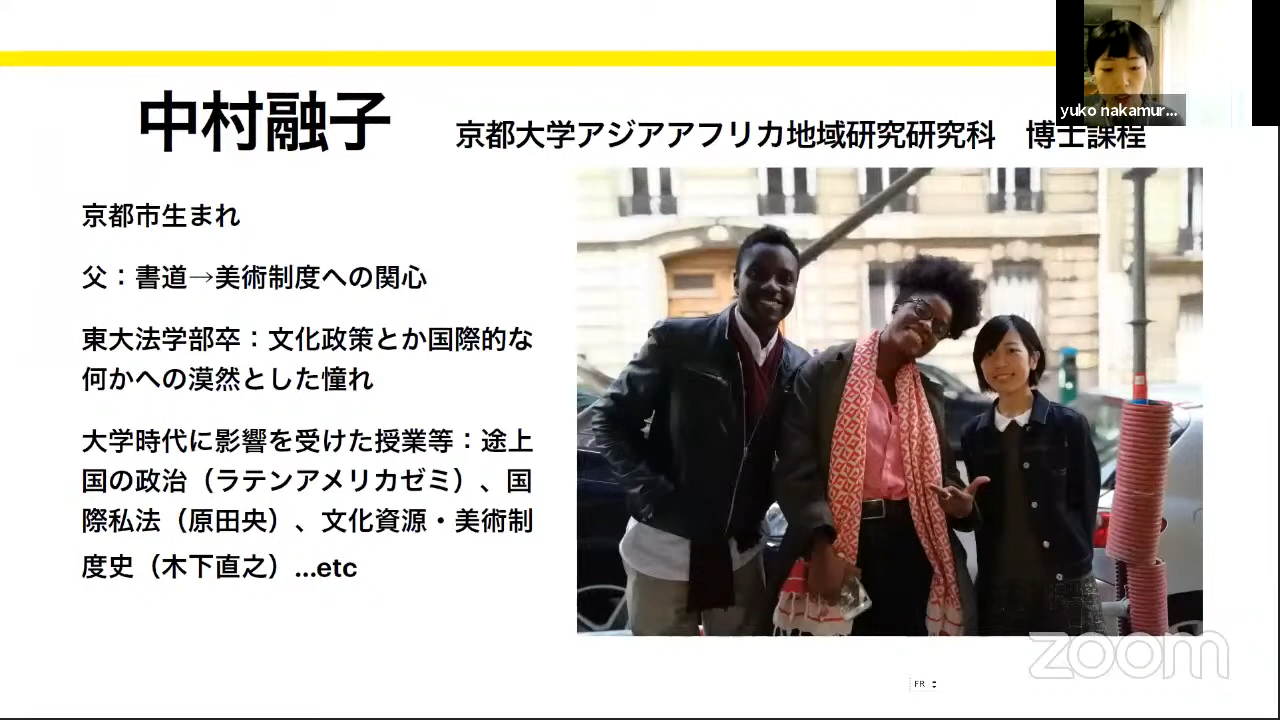 yuko nakamur...
中村融子
京都大学アジアアフリカ地域研究研究科　博士課程
京都市生まれ
父：書道→美術制度への関心
東大法学部卒：文化政策とか国際的な
何かへの漠然とした憧れ
大学時代に影響を受けた授業等：途上
国の政治（ラテンアメリカゼミ）、国
際私法（原田央）、文化資源・美術制
度史（木下直之）...etc
zoom
FR